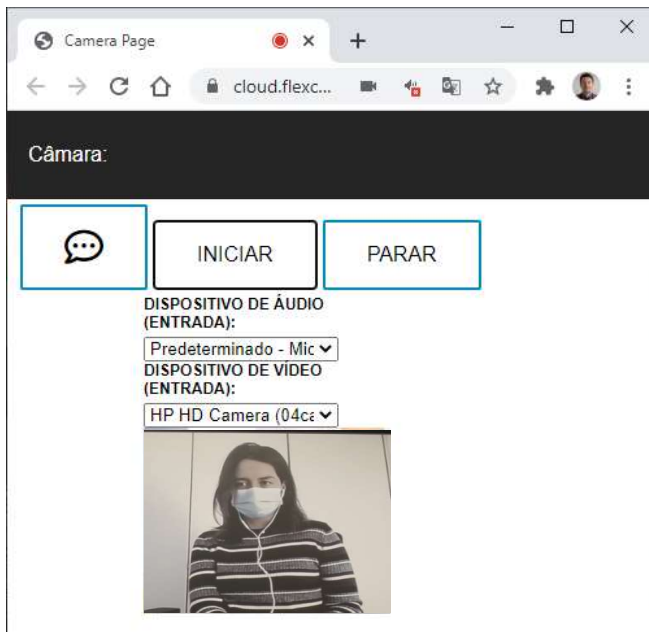 Camera Page
cloud.flexc...
Câmara:
INICIAR
PARAR
DISPOSITIVO DE ÁUDIO
(ENTRADA):
Predeterminado - Mic
DISPOSITIVO DE VÍDEO
(ENTRADA):
HP HD Camera (04ca